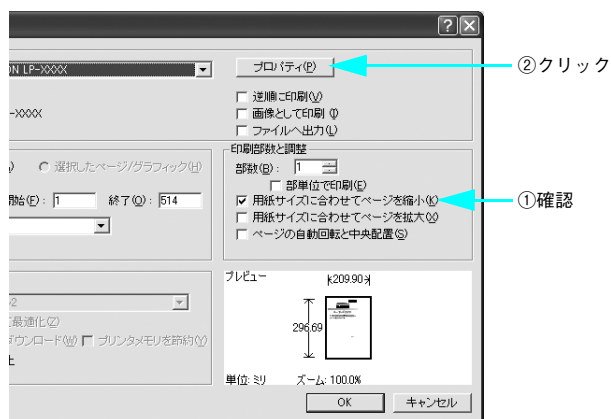 ON LP-XXXX
プロパティ(P)
②クリック
逆順に印刷(V)
-XXXX
画像として印刷(I)
ファイルへ出力(L)
印刷部数と調整
選択したページ/グラフィック(H)
部数(B): 1
部単位で印刷(E)
開始(F): 1 終了(O): 514
用紙サイズに合わせてページを縮小(K)
①確認
用紙サイズに合わせてページを拡大(X)
ページの自動回転と中央配置(S)
プレビュー
209.90
-2
最適化(Z)
296.69
ダウンロード(W) プリンタメモリを節約(Y)
単位: ミリ ズーム: 100.0%
OK キャンセル